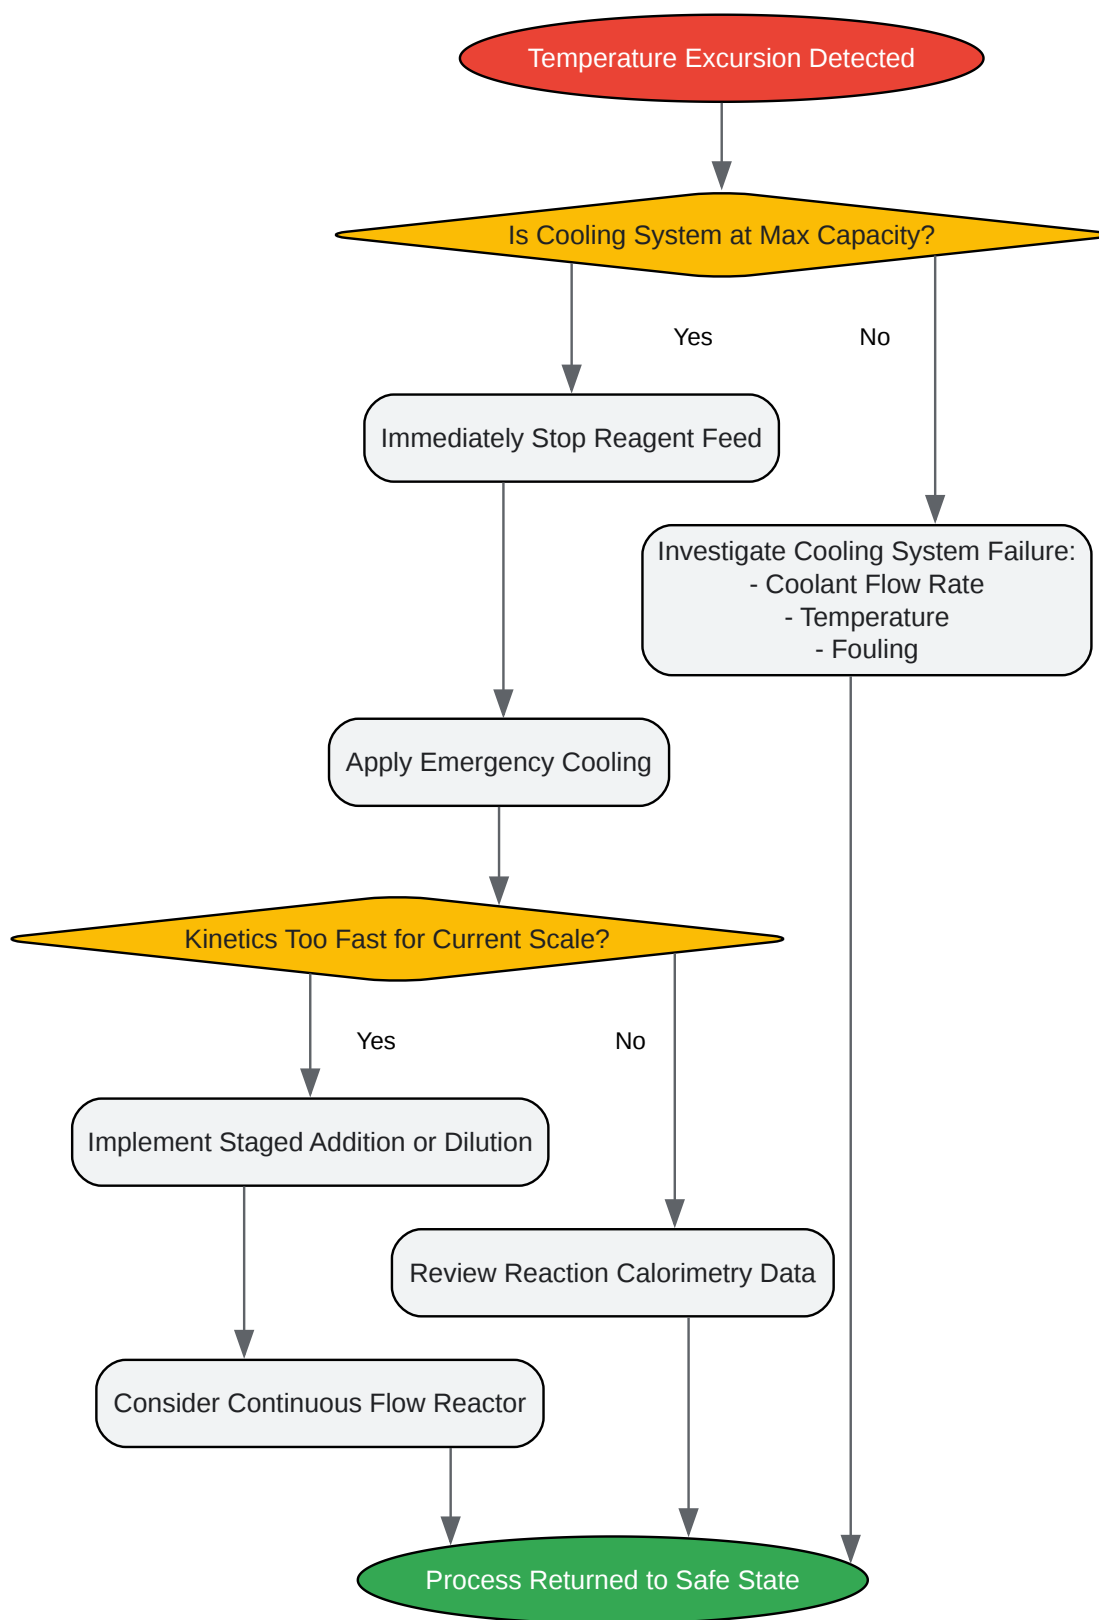 Temperature Excursion Detected
Is Cooling System at Max Capacity?
Yes
No
Immediately Stop Reagent Feed
Investigate Cooling System Failure:
- Coolant Flow Rate
- Temperature
- Fouling
Apply Emergency Cooling
Kinetics Too Fast for Current Scale?
Yes
No
Implement Staged Addition or Dilution
Review Reaction Calorimetry Data
Consider Continuous Flow Reactor
Process Returned to Safe State